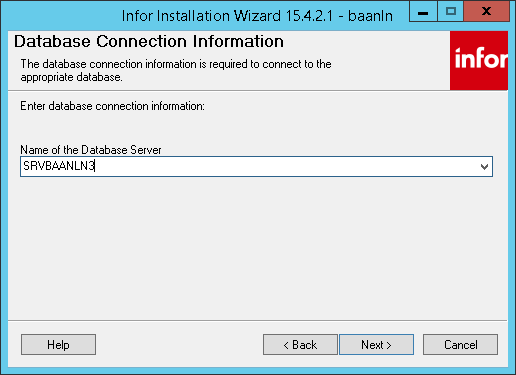 Infor Installation Wizard 15.4.2.1 - baanln
Database Connection Information
The database connection information is required to connect to the
appropriate database.
infor
Enter database connection information:
Name of the Database Server
SRVBAANLN3
Help
< Back
Next >
Cancel